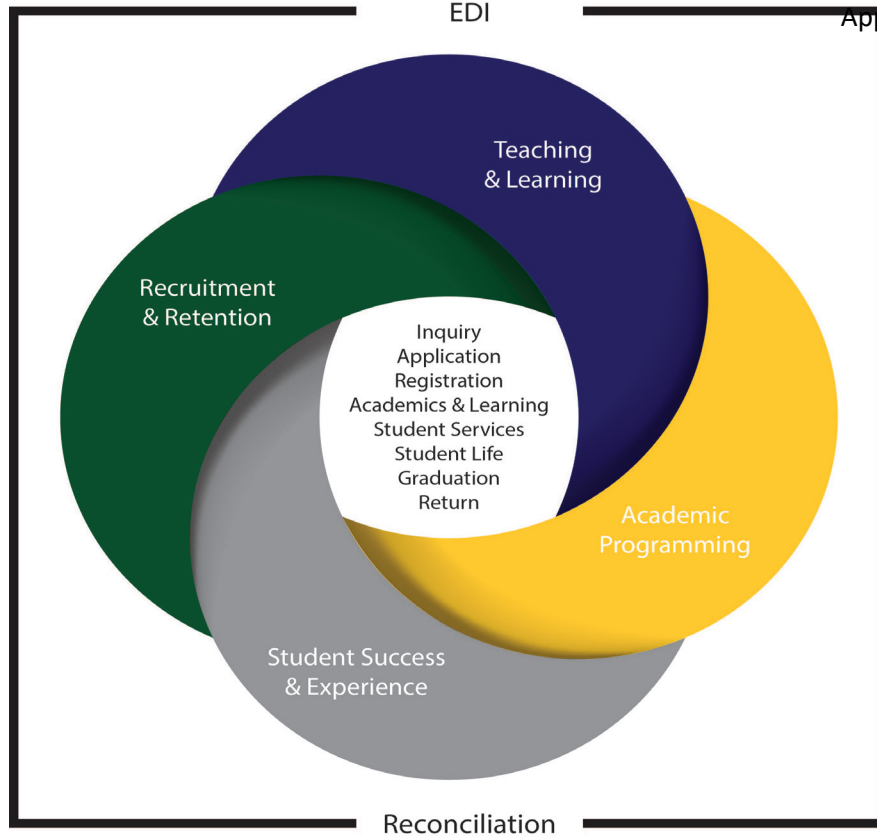 EDI
App
Teaching
& Learning
Recruitment
& Retention
Inquiry
Application
Registration
Academics & Learning
Student Services
Student Life
Graduation
Return
Academic
Programming
Student Success
& Experience
Reconciliation